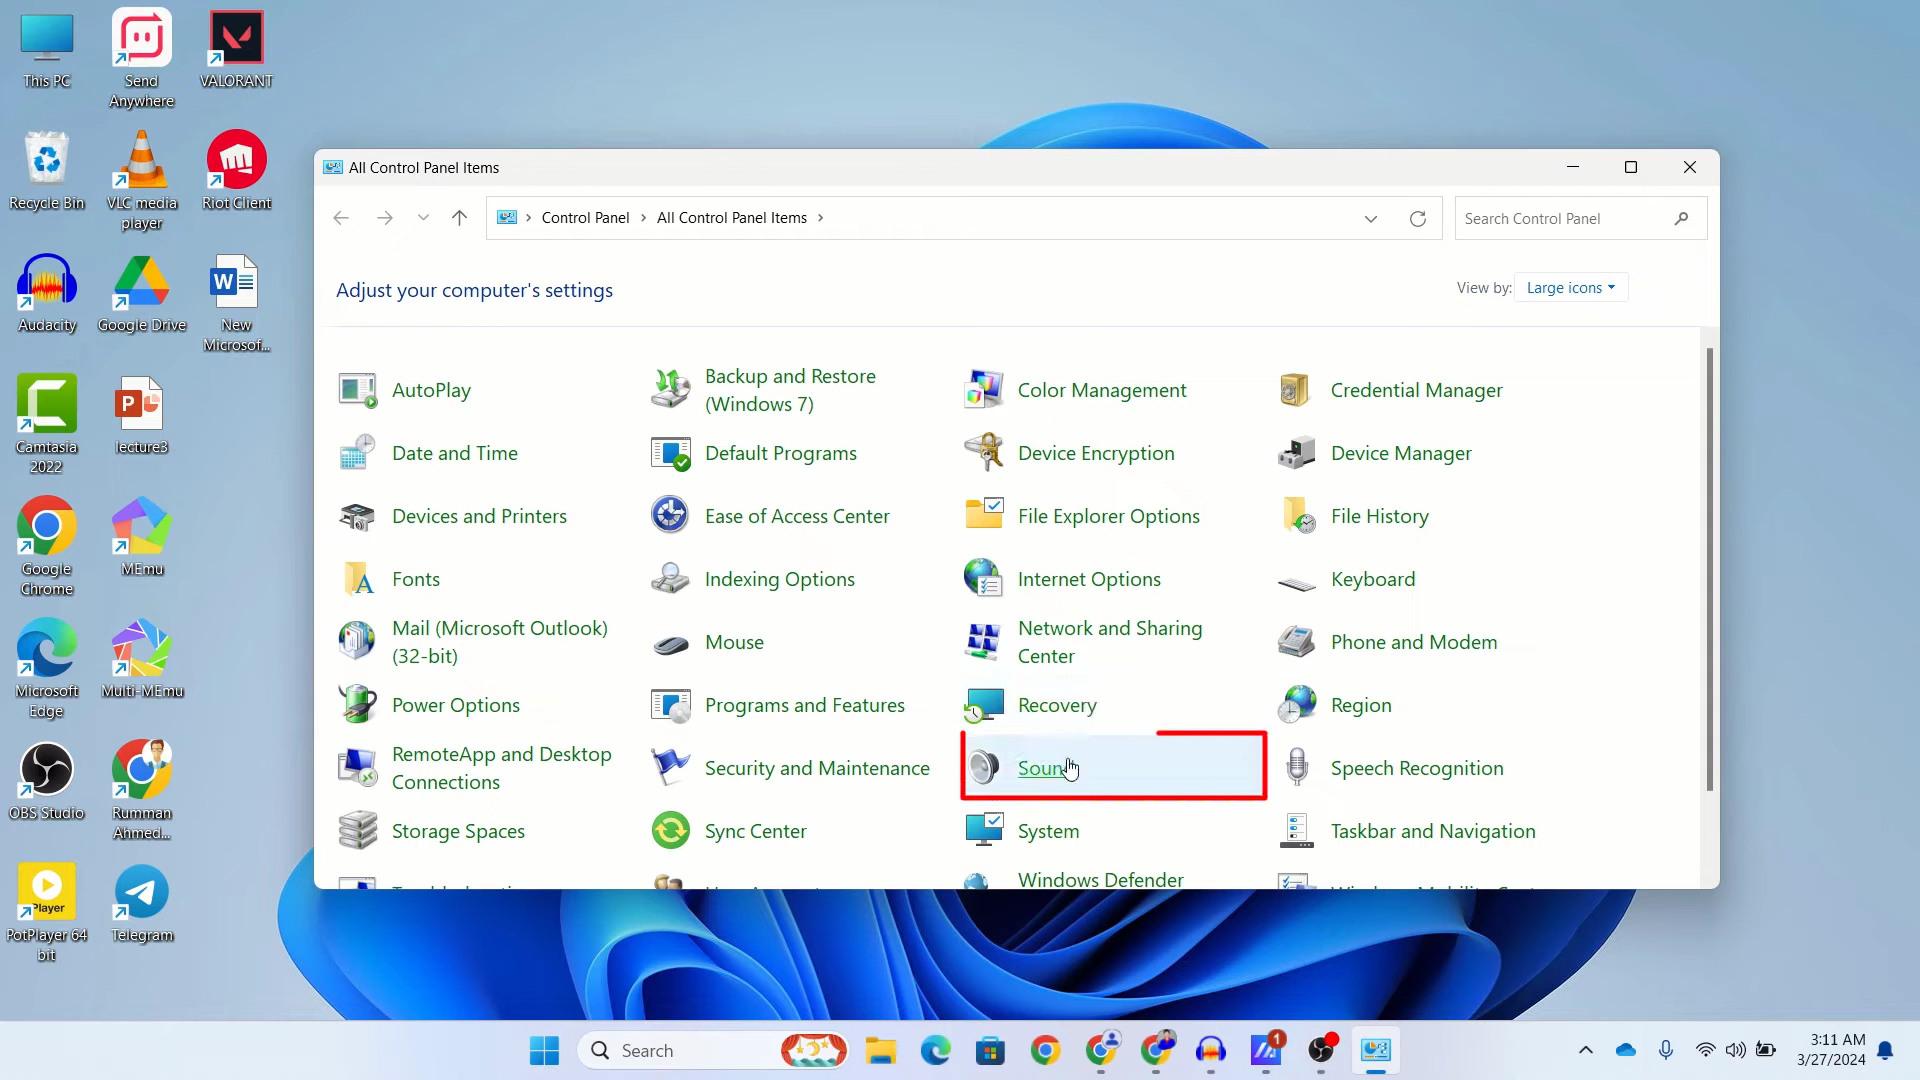 This PC
Send
Anywhere
VALORANT
Recycle Bin
VLC media
player
Riot Client
Audacity
Google Drive
New
Microsof...
Camtasia
2022
lecture3
Google
Chrome
MEmu
Microsoft
Edge
Multi-MEmu
OBS Studio
Rumman
Ahmed...
Player
PotPlayer 64
bit
Telegram
All Control Panel Items
Control Panel > All Control Panel Items >
Search Control Panel
Adjust your computer's settings
View by: Large icons
AutoPlay
Backup and Restore
(Windows 7)
Color Management
Credential Manager
Date and Time
Default Programs
Device Encryption
Device Manager
Devices and Printers
Ease of Access Center
File Explorer Options
File History
Fonts
Indexing Options
Internet Options
Keyboard
Mail (Microsoft Outlook)
(32-bit)
Mouse
Network and Sharing
Center
Phone and Modem
Power Options
Programs and Features
Recovery
Region
RemoteApp and Desktop
Connections
Security and Maintenance
Soun
Speech Recognition
Storage Spaces
Sync Center
System
Taskbar and Navigation
Windows Defender
Search
1
3:11 AM
3/27/2024